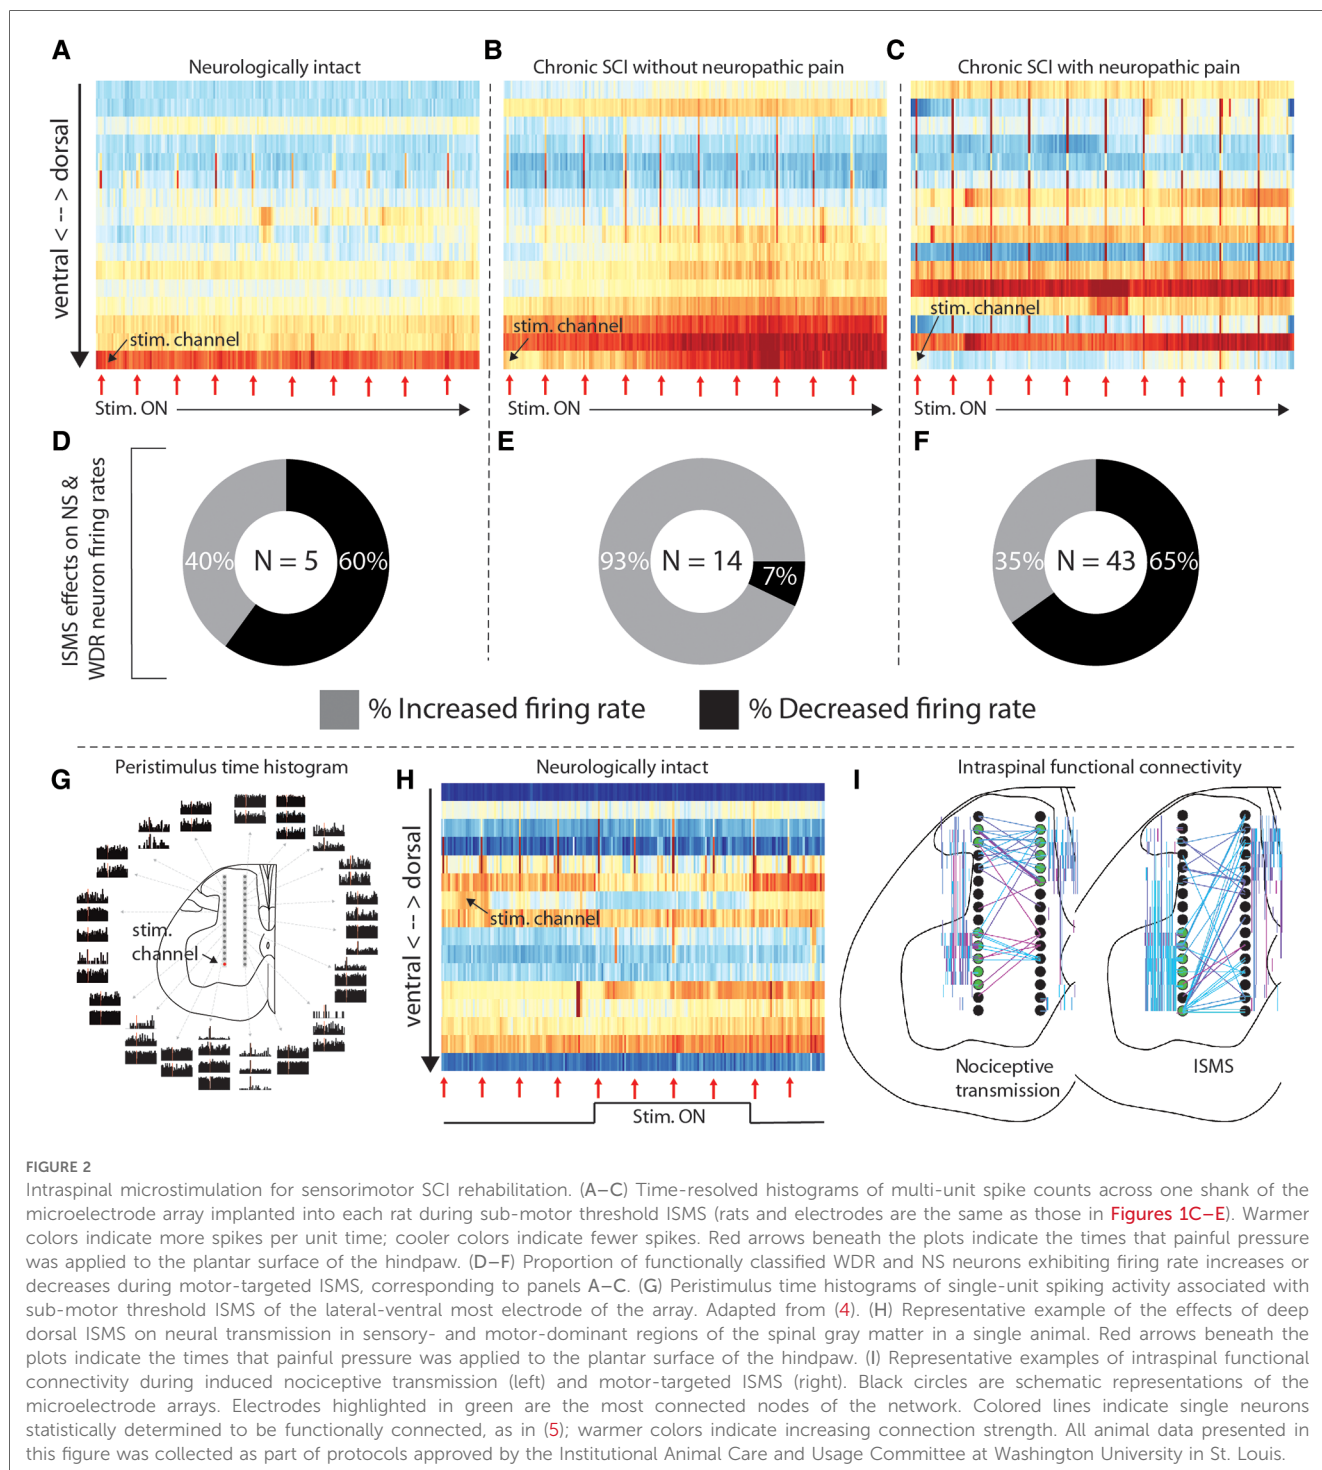 A
B
C
Neurologically intact
Chronic SCI without neuropathic pain
Chronic SCI with neuropathic pain
ventral < -- > dorsal
stim. channel
stim. channel
stim. channel
Stim. ON
Stim. ON
Stim. ON
D
E
F
ISMS effects on NS &
WDR neuron firing rates
40%
N = 5
60%
93%
N = 14
7%
35%
N = 43
65%
% Increased firing rate
% Decreased firing rate
G
Peristimulus time histogram
stim.
channel
H
Neurologically intact
ventral < -- > dorsal
stim. channel
Stim. ON
I
Intraspinal functional connectivity
Nociceptive
transmission
ISMS
FIGURE 2
Intraspinal microstimulation for sensorimotor SCI rehabilitation. (A–C) Time-resolved histograms of multi-unit spike counts across one shank of the
microelectrode array implanted into each rat during sub-motor threshold ISMS (rats and electrodes are the same as those in Figures 1C–E). Warmer
colors indicate more spikes per unit time; cooler colors indicate fewer spikes. Red arrows beneath the plots indicate the times that painful pressure
was applied to the plantar surface of the hindpaw. (D–F) Proportion of functionally classified WDR and NS neurons exhibiting firing rate increases or
decreases during motor-targeted ISMS, corresponding to panels A–C. (G) Peristimulus time histograms of single-unit spiking activity associated with
sub-motor threshold ISMS of the lateral-ventral most electrode of the array. Adapted from (4). (H) Representative example of the effects of deep
dorsal ISMS on neural transmission in sensory- and motor-dominant regions of the spinal gray matter in a single animal. Red arrows beneath the
plots indicate the times that painful pressure was applied to the plantar surface of the hindpaw. (I) Representative examples of intraspinal functional
connectivity during induced nociceptive transmission (left) and motor-targeted ISMS (right). Black circles are schematic representations of the
microelectrode arrays. Electrodes highlighted in green are the most connected nodes of the network. Colored lines indicate single neurons
statistically determined to be functionally connected, as in (5); warmer colors indicate increasing connection strength. All animal data presented in
this figure was collected as part of protocols approved by the Institutional Animal Care and Usage Committee at Washington University in St. Louis.